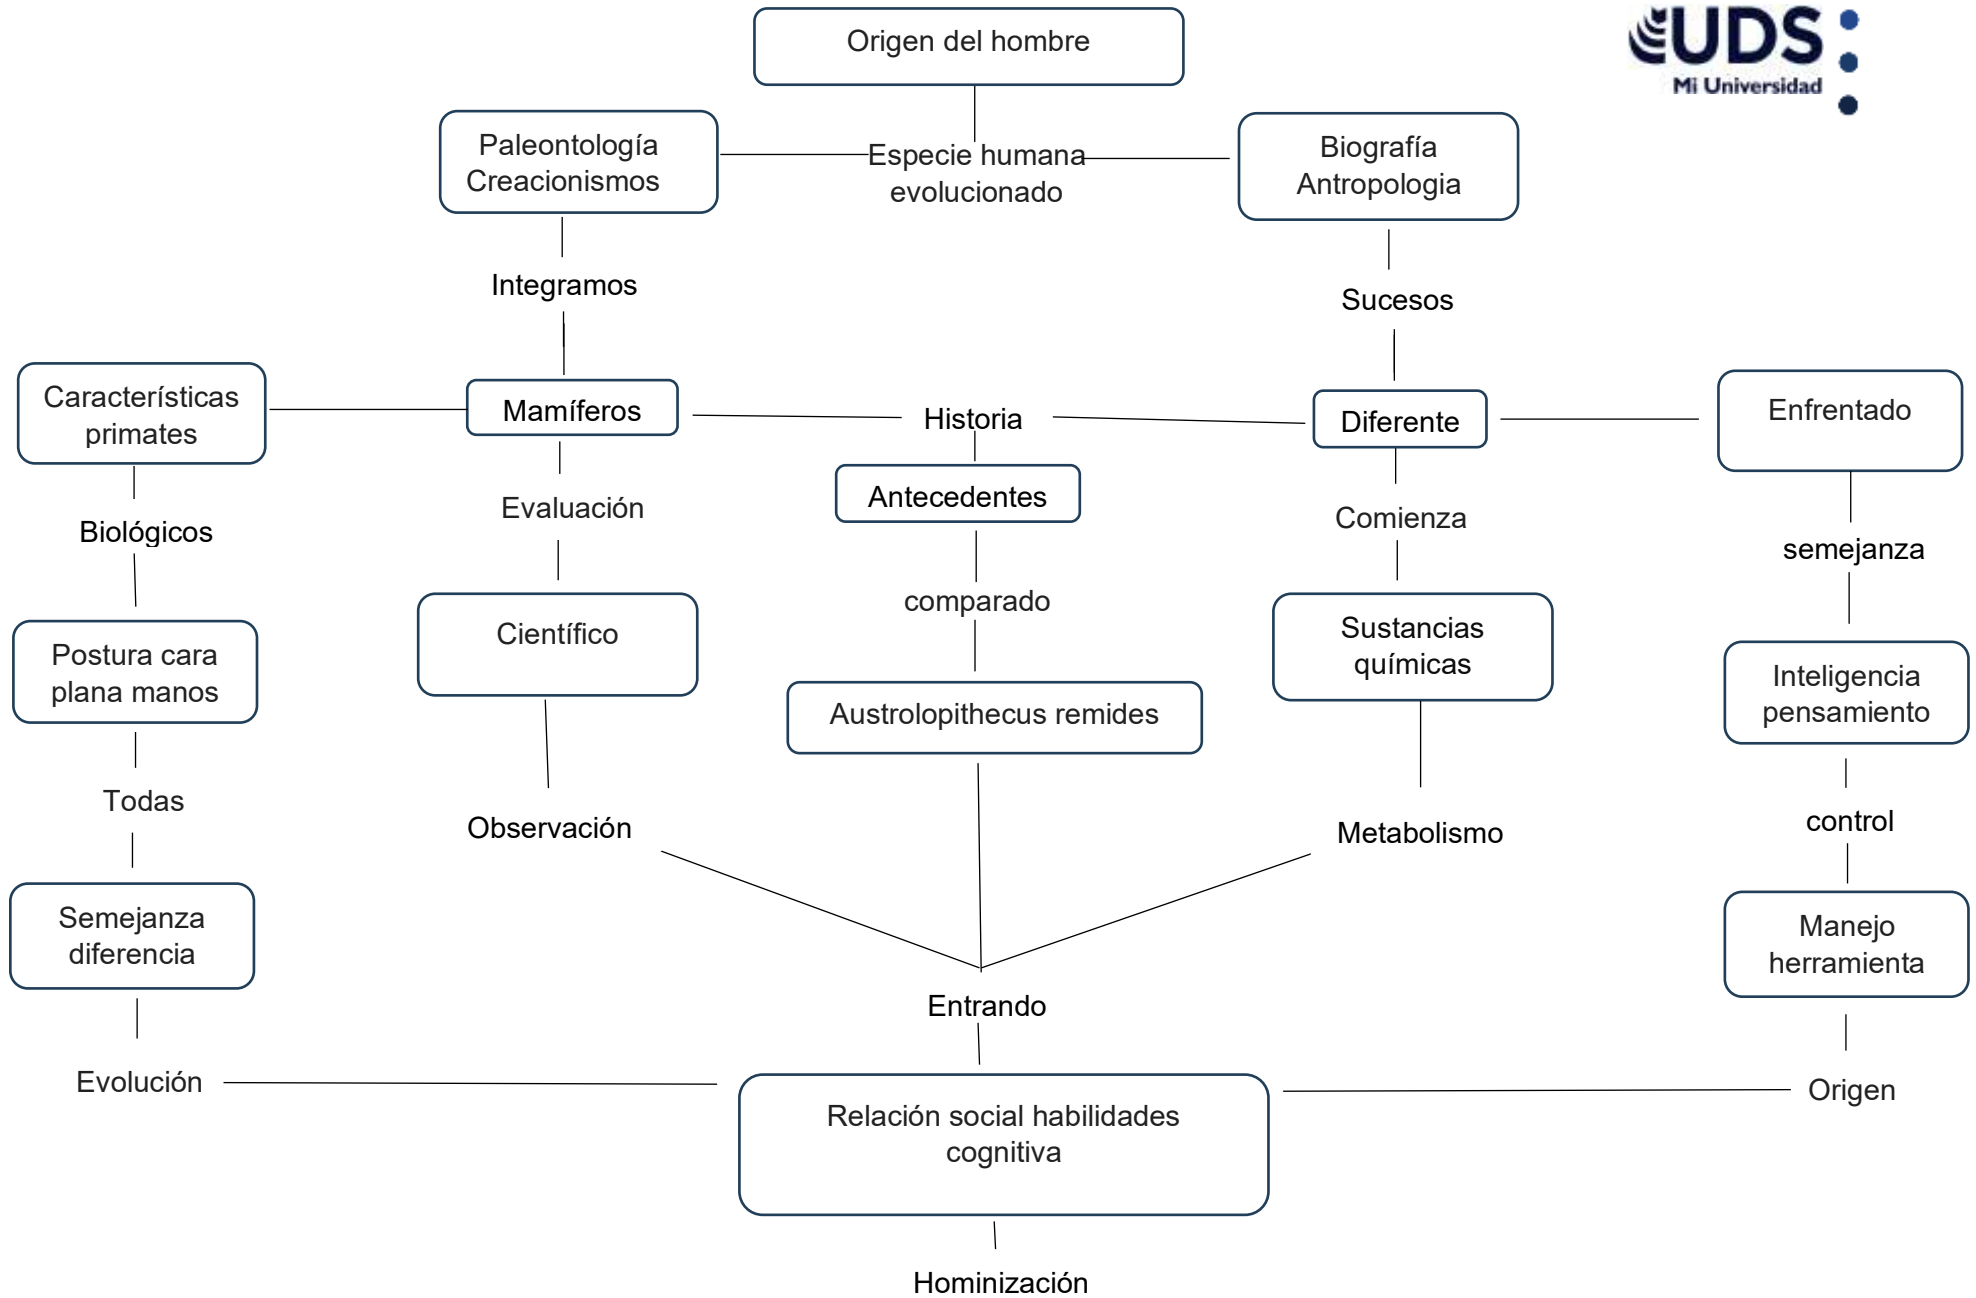 Origen del hombre
UDS
Mi Universidad
Paleontología
Creacionismos
Especie humana
evolucionado
Biografía
Antropologia
Integramos
Sucesos
Características
primates
Mamíferos
Historia
Diferente
Enfrentado
Antecedentes
Evaluación
Comienza
Biológicos
semejanza
comparado
Científico
Sustancias
químicas
Postura cara
plana manos
Inteligencia
pensamiento
Austrolopithecus remides
Todas
Observación
Metabolismo
control
Semejanza
diferencia
Manejo
herramienta
Entrando
Evolución
Origen
Relación social habilidades
cognitiva
Hominización